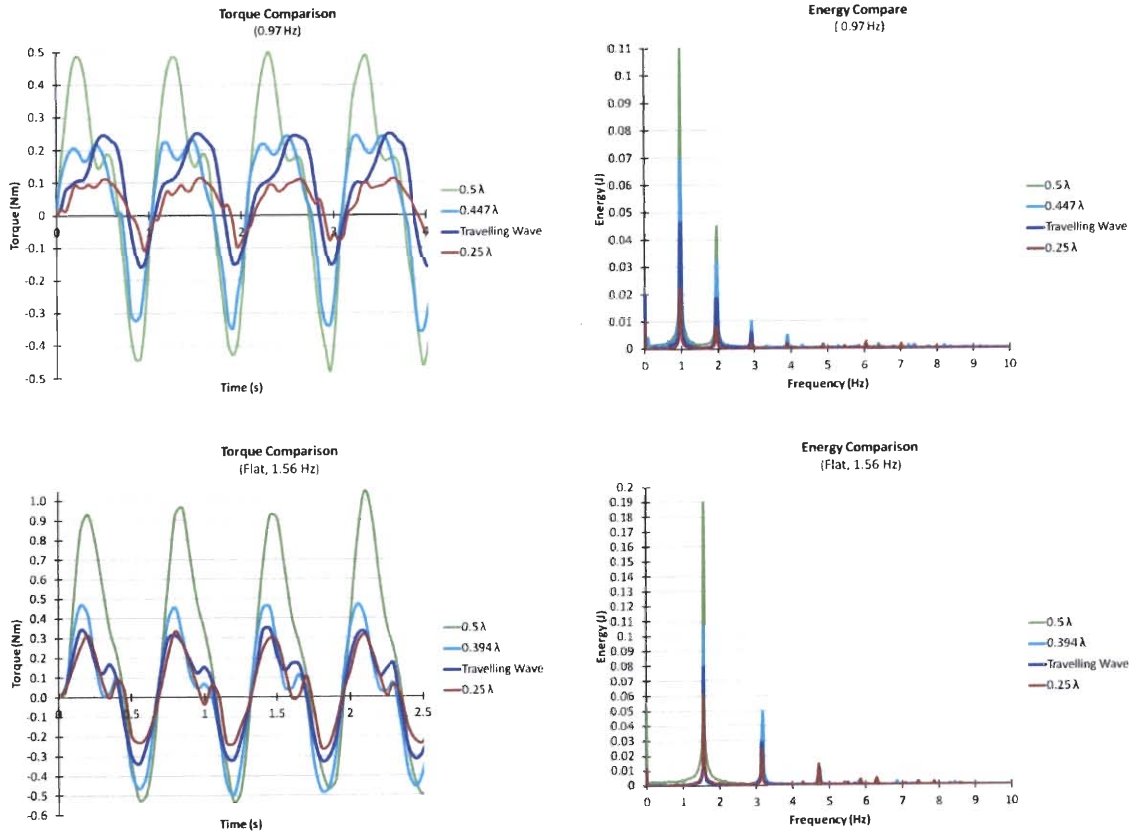 Torque Comparison
(0.97 Hz)
0.5
0.4
0.3
0.2
0.1
0
-0.1
-0.2
-0.3
-0.4
-0.5
Torque (Nm)
0
Time (s)
0.5 λ
0.447 λ
Travelling Wave
0.25 λ
Energy Compare
( 0.97 Hz)
0.11
0.1
0.09
0.08
0.07
0.06
0.05
0.04
0.03
0.02
0.01
0
Energy (J)
0 1 2 3 4 5 6 7 8 9 10
Frequency (Hz)
0.5 λ
0.447 λ
Travelling Wave
0.25 λ
Torque Comparison
(Flat, 1.56 Hz)
1.0
0.9
0.8
0.7
0.6
0.5
0.4
0.3
0.2
0.1
0.0
-0.1
-0.2
-0.3
-0.4
-0.5
-0.6
Torque (Nm)
1 1.5 2 2.5
Time (s)
0.5 λ
0.394 λ
Travelling Wave
0.25 λ
Energy Comparison
(Flat, 1.56 Hz)
0.2
0.19
0.18
0.17
0.16
0.15
0.14
0.13
0.12
0.11
0.1
0.09
0.08
0.07
0.06
0.05
0.04
0.03
0.02
0.01
0
Energy (J)
0 1 2 3 4 5 6 7 8 9 10
Frequency (Hz)
0.5 λ
0.394 λ
Travelling Wave
0.25 λ